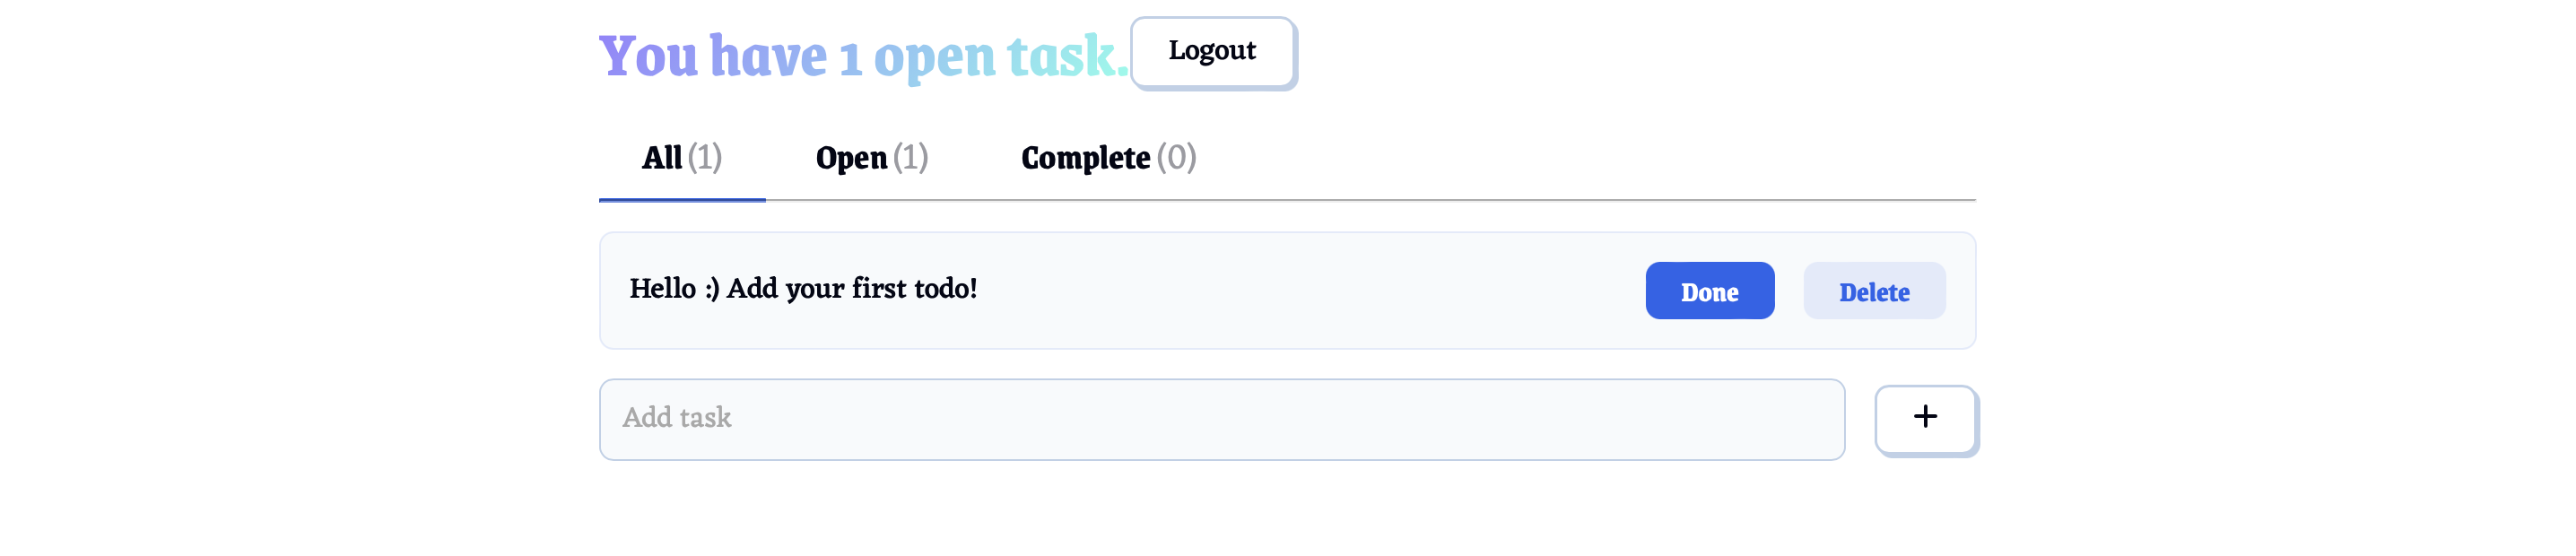 You have 1 open task. Logout
All (1) Open (1) Complete (0)
Hello :) Add your first todo! Done Delete
Add task +